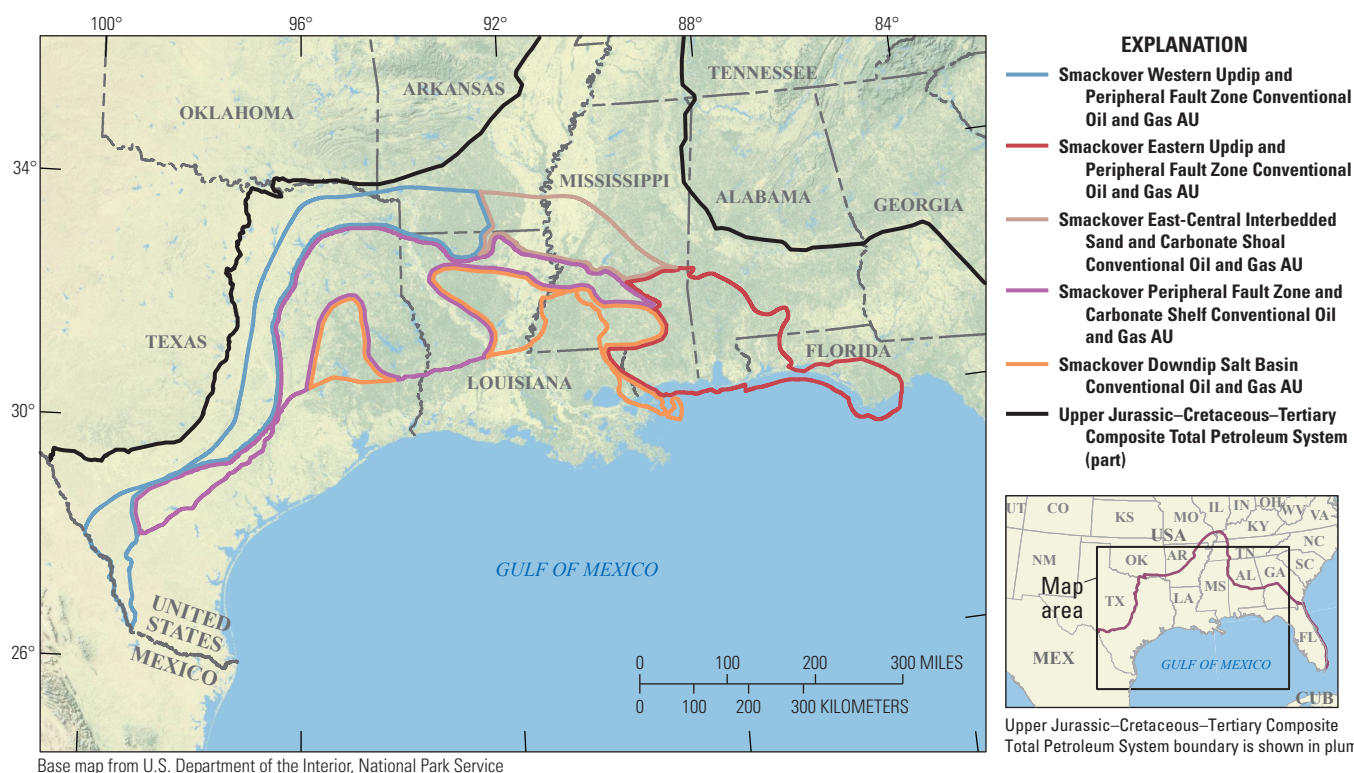 100°
96°
92°
88°
84°
34°
30°
26°
OKLAHOMA
ARKANSAS
TENNESSEE
MISSISSIPPI
ALABAMA
GEORGIA
TEXAS
LOUISIANA
FLORIDA
GULF OF MEXICO
UNITED
STATES
MEXICO
0 100 200 300 MILES
0 100 200 300 KILOMETERS
Base map from U.S. Department of the Interior, National Park Service
EXPLANATION
Smackover Western Updip and
Peripheral Fault Zone Conventional
Oil and Gas AU
Smackover Eastern Updip and
Peripheral Fault Zone Conventional
Oil and Gas AU
Smackover East-Central Interbedded
Sand and Carbonate Shoal
Conventional Oil and Gas AU
Smackover Peripheral Fault Zone and
Carbonate Shelf Conventional Oil
and Gas AU
Smackover Downdip Salt Basin
Conventional Oil and Gas AU
Upper Jurassic–Cretaceous–Tertiary
Composite Total Petroleum System
(part)
UT
CO
KS
MO
IL
IN
OH
WV
VA
KY
USA
NC
NM
OK
AR
TN
SC
Map
area
TX
LA
MS
AL
GA
FL
MEX
GULF OF MEXICO
CUB
Upper Jurassic–Cretaceous–Tertiary Composite
Total Petroleum System boundary is shown in plum